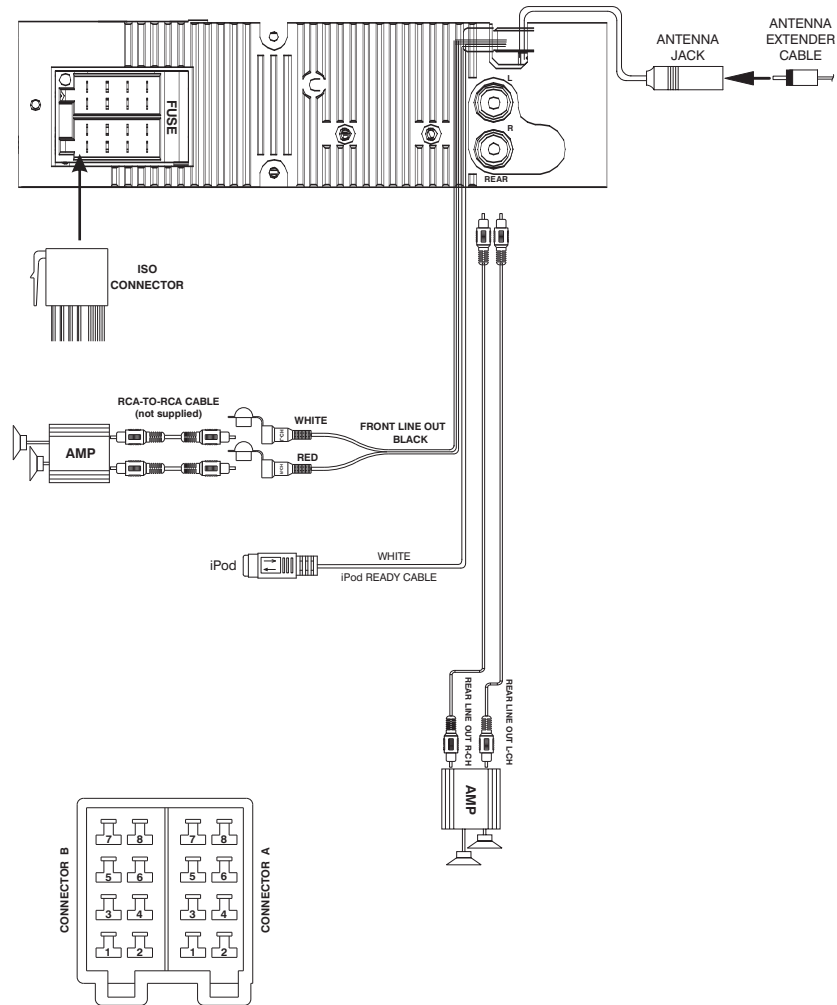 ANTENNA
JACK
ANTENNA
EXTENDER
CABLE
FUSE
L
R
REAR
ISO
CONNECTOR
RCA-TO-RCA CABLE
(not supplied)
WHITE
FRONT LINE OUT
BLACK
RED
AMP
iPod
WHITE
iPod READY CABLE
REAR LINE OUT R-CH
REAR LINE OUT L-CH
AMP
CONNECTOR B
CONNECTOR A
7 8 7 8
5 6 5 6
3 4 3 4
1 2 1 2